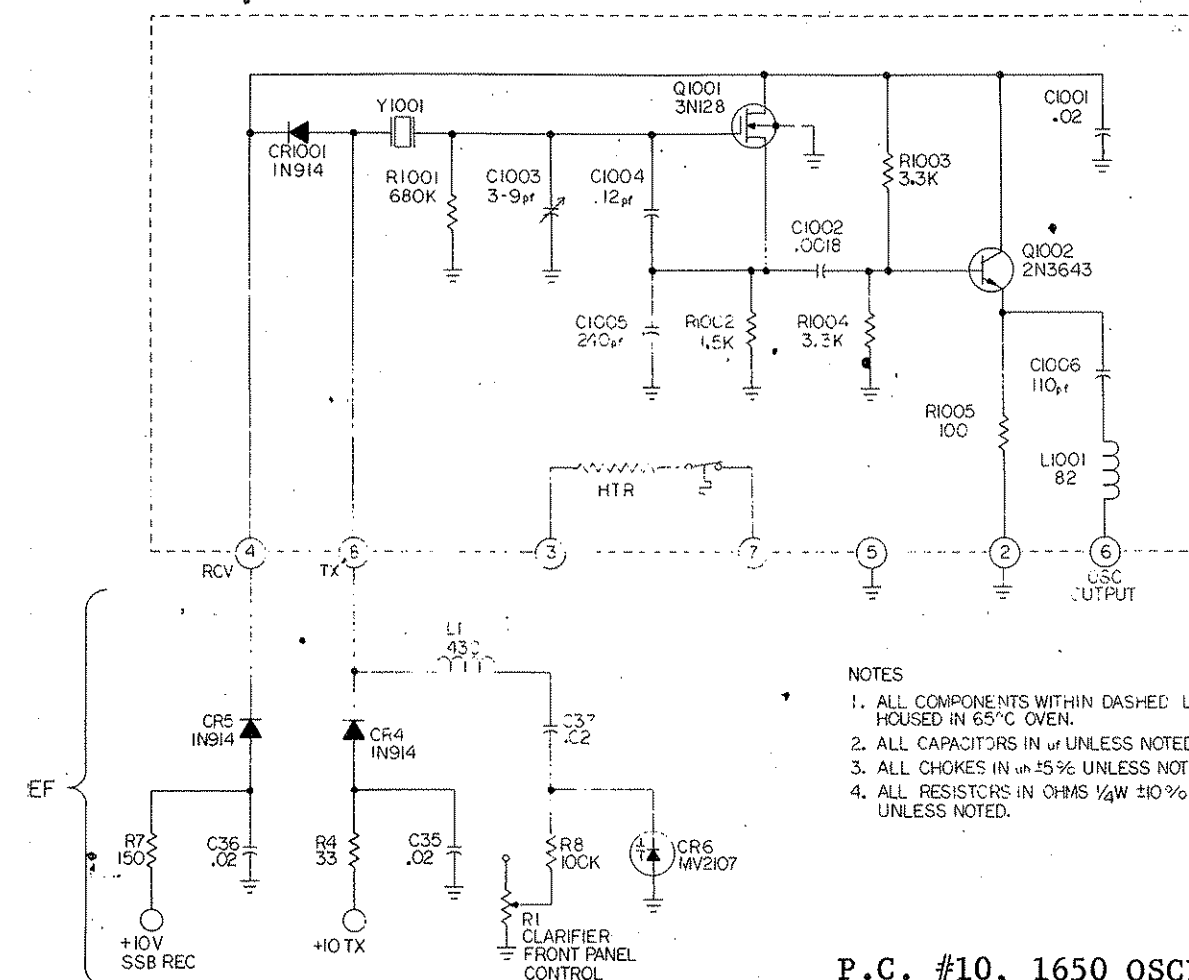 Q1001
3N128
C1001
.02
Y1001
CR1001
1N914
R1001
680K
C1003
3-9pf
C1004
.12pf
R1003
3.3K
C1002
.0018
Q1002
2N3643
C1005
R1002
1.5K
R1004
3.3K
C1006
110pf
R1005
100
L1001
82
HTR
4
3
7
5
2
6
RCV
TX
OSC
OUTPUT
L1
CR5
1N914
CR4
1N914
C37
NOTES
1. ALL COMPONENTS WITHIN DASHED L
HOUSED IN 65°C OVEN.
2. ALL CAPACITORS IN uf UNLESS NOTED
3. ALL CHOKES IN uh ±5% UNLESS NOT
4. ALL RESISTORS IN OHMS 1/4W ±10%
UNLESS NOTED.
EF
R7
150
C36
.02
R4
33
C35
.02
R8
100K
CR6
MV2107
+10V
SSB REC
+10 TX
R1
CLARIFIER
FRONT PANEL
CONTROL
P.C. #10, 1650 OSCI